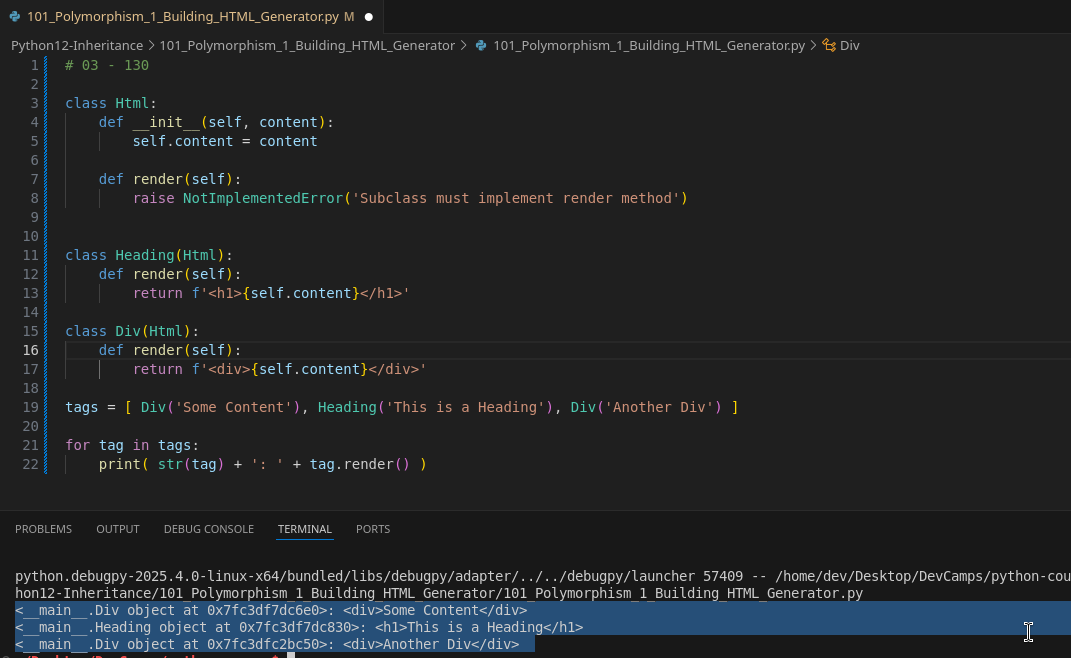 101_Polymorphism_1_Building_HTML_Generator.py M
Python12-Inheritance > 101_Polymorphism_1_Building_HTML_Generator > 101_Polymorphism_1_Building_HTML_Generator.py > Div
1 # 03 - 130
2
3 class Html:
4     def __init__(self, content):
5         self.content = content
6
7     def render(self):
8         raise NotImplementedError('Subclass must implement render method')
9
10
11 class Heading(Html):
12     def render(self):
13         return f'<h1>{self.content}</h1>'
14
15 class Div(Html):
16     def render(self):
17         return f'<div>{self.content}</div>'
18
19 tags = [ Div('Some Content'), Heading('This is a Heading'), Div('Another Div') ]
20
21 for tag in tags:
22     print( str(tag) + ': ' + tag.render() )
PROBLEMS OUTPUT DEBUG CONSOLE TERMINAL PORTS
python.debugpy-2025.4.0-linux-x64/bundled/libs/debugpy/adapter/../../debugpy/launcher 57409 -- /home/dev/Desktop/DevCamps/python-cou
hon12-Inheritance/101_Polymorphism_1_Building_HTML_Generator/101_Polymorphism_1_Building_HTML_Generator.py
<__main__.Div object at 0x7fc3df7dc6e0>: <div>Some Content</div>
<__main__.Heading object at 0x7fc3df7dc830>: <h1>This is a Heading</h1>
<__main__.Div object at 0x7fc3dfc2bc50>: <div>Another Div</div>